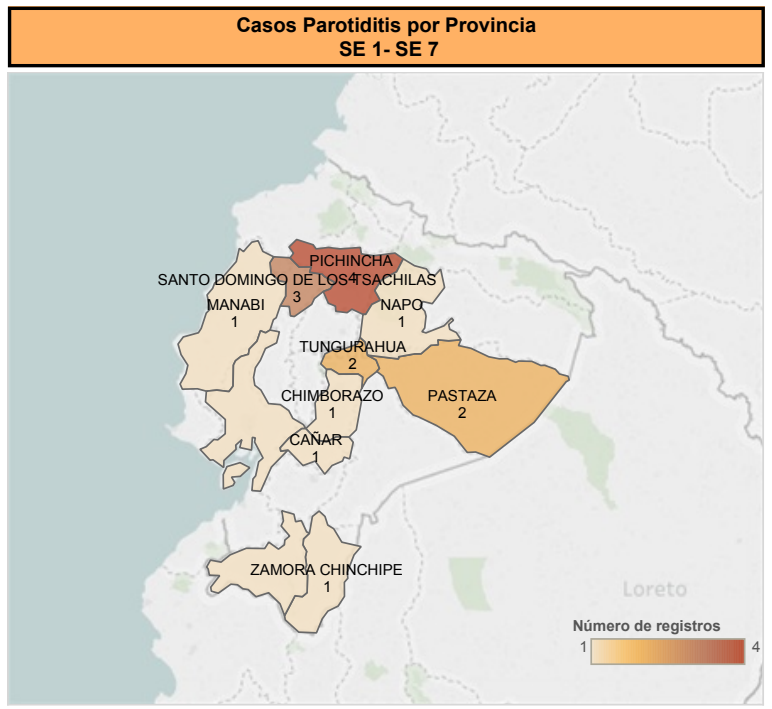 Casos Parotiditis por Provincia
SE 1- SE 7
PICHINCHA
4
SANTO DOMINGO DE LOS TSACHILAS
3
MANABI
1
NAPO
1
TUNGURAHUA
2
CHIMBORAZO
1
PASTAZA
2
CAÑAR
1
ZAMORA CHINCHIPE
1
Loreto
Número de registros
1
4